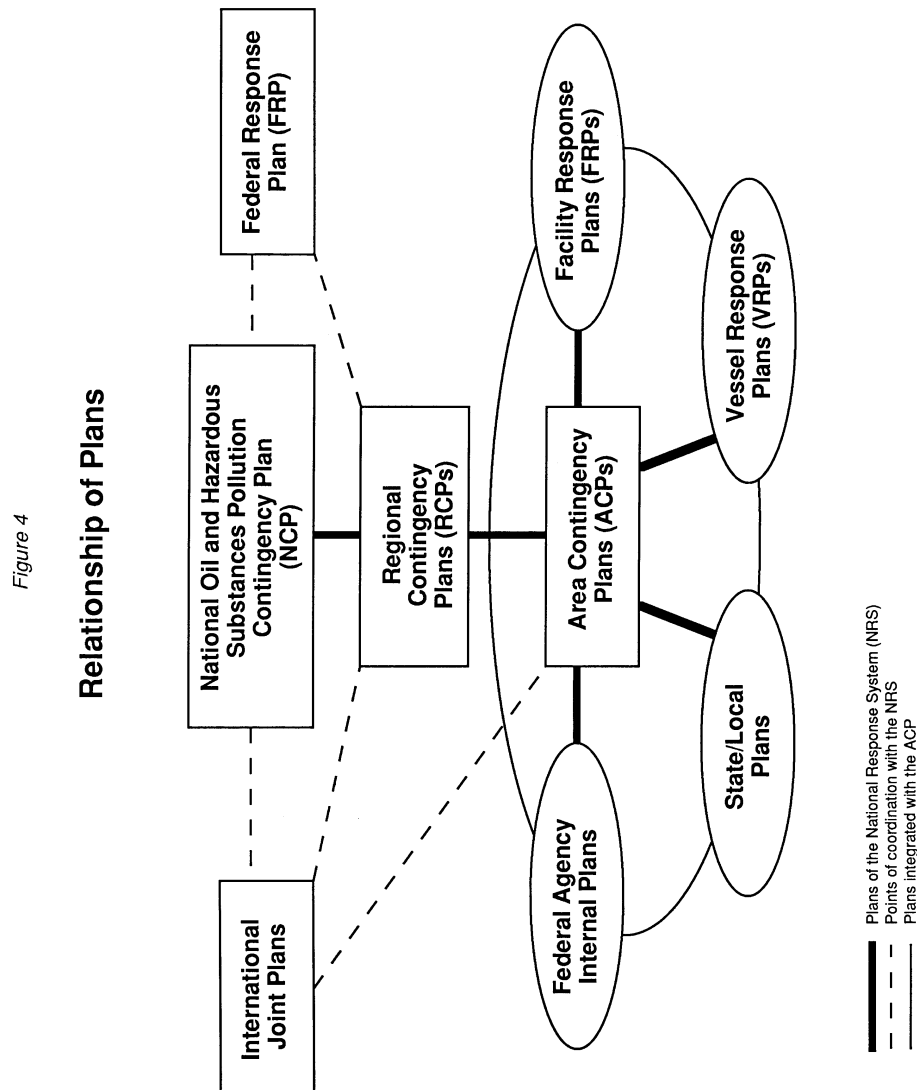 Figure 4
Relationship of Plans
International
Joint Plans
National Oil and Hazardous
Substances Pollution
Contingency Plan
(NCP)
Federal Response
Plan (FRP)
Regional
Contingency
Plans (RCPs)
Area Contingency
Plans (ACPs)
Federal Agency
Internal Plans
Facility Response
Plans (FRPs)
State/Local
Plans
Vessel Response
Plans (VRPs)
Plans of the National Response System (NRS)
Points of coordination with the NRS
Plans integrated with the ACP